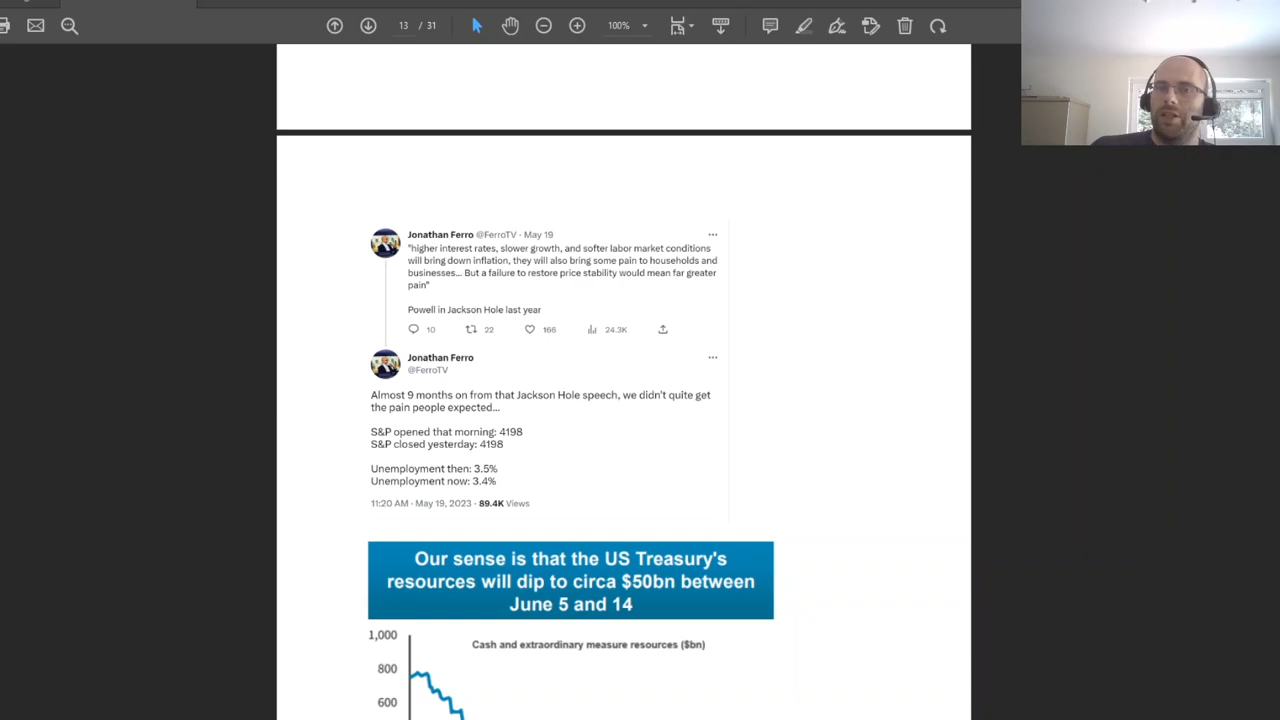 13 / 31
100%
Jonathan Ferro @FerroTV · May 19
"higher interest rates, slower growth, and softer labor market conditions
will bring down inflation, they will also bring some pain to households and
businesses... But a failure to restore price stability would mean far greater
pain"
Powell in Jackson Hole last year
10 22 166 24.3K
Jonathan Ferro
@FerroTV
Almost 9 months on from that Jackson Hole speech, we didn't quite get
the pain people expected...
S&P opened that morning: 4198
S&P closed yesterday: 4198
Unemployment then: 3.5%
Unemployment now: 3.4%
11:20 AM · May 19, 2023 · 89.4K Views
Our sense is that the US Treasury's
resources will dip to circa $50bn between
June 5 and 14
Cash and extraordinary measure resources ($bn)
1,000
800
600